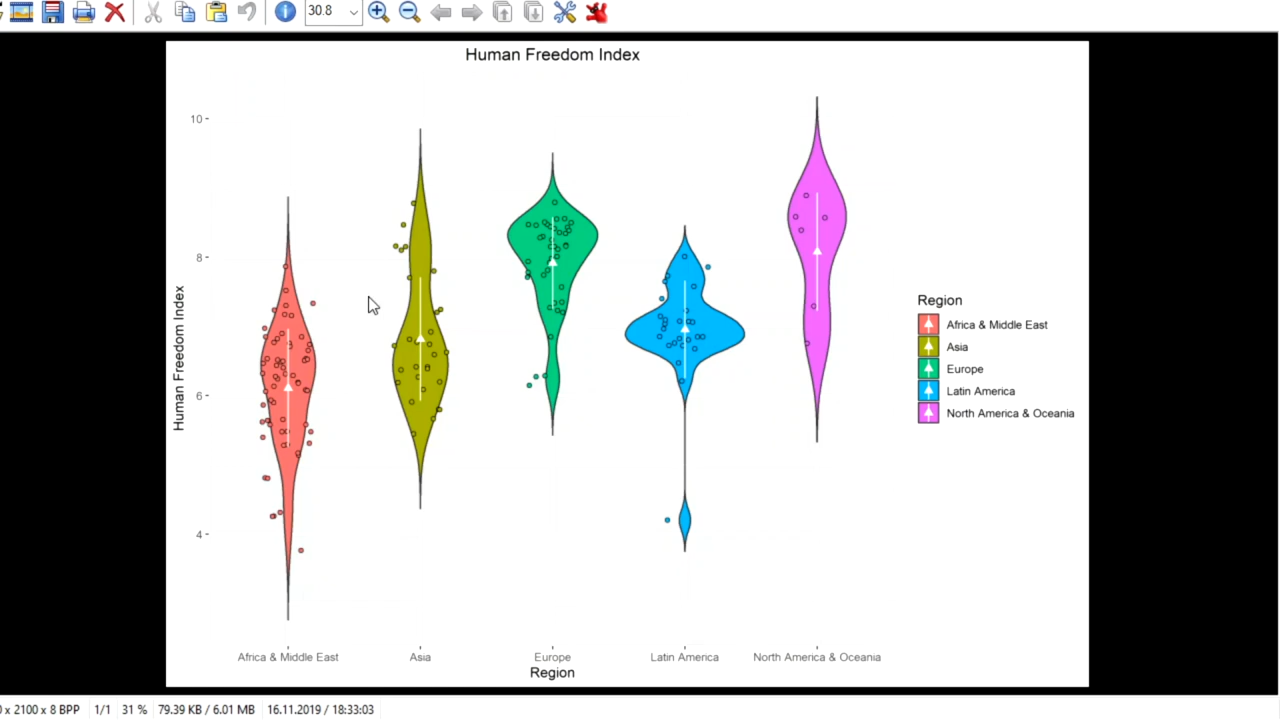 30.8
Human Freedom Index
10
8
6
4
Human Freedom Index
Africa & Middle East
Asia
Europe
Latin America
North America & Oceania
Region
Region
Africa & Middle East
Asia
Europe
Latin America
North America & Oceania
x 2100 x 8 BPP 1/1 31 % 79.39 KB / 6.01 MB 16.11.2019 / 18:33:03